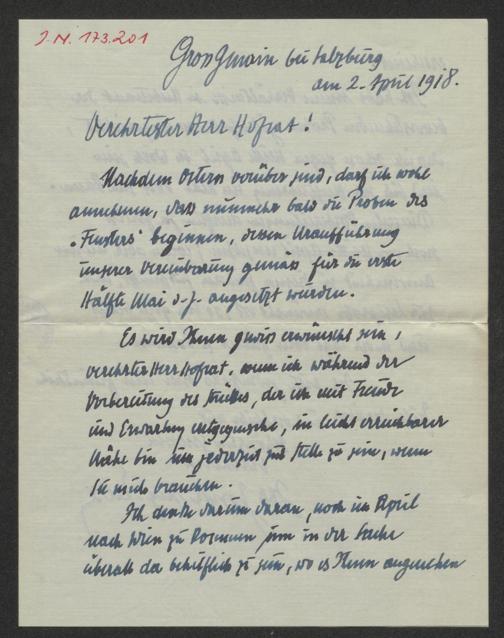 J. N. 173.201
Grossgmain bei Salzburg
am 2. April 1918.
Verehrtester Herr Hofrat!
Nachdem Ostern vorüber sind, darf ich wohl
annehmen, dass nunmehr bald die Proben des
„Fensters" beginnen, dessen Uraufführung
unserer Vereinbarung gemäss für die erste
Hälfte Mai d. J. angesetzt wurden.
Es wird Ihnen gewiss erwünscht sein,
verehrter Herr Hofrat, wenn ich während der
Vorbereitung des Stückes, der ich mit Freude
und Erwartung entgegensehe, in leicht erreichbarer
Nähe bin um jederzeit zur Stelle zu sein, wenn
Sie mich brauchen.
Ich denke darum daran, noch im April
nach Wien zu kommen um in der Sache
überall da behilflich zu sein, wo es Ihnen angesehen